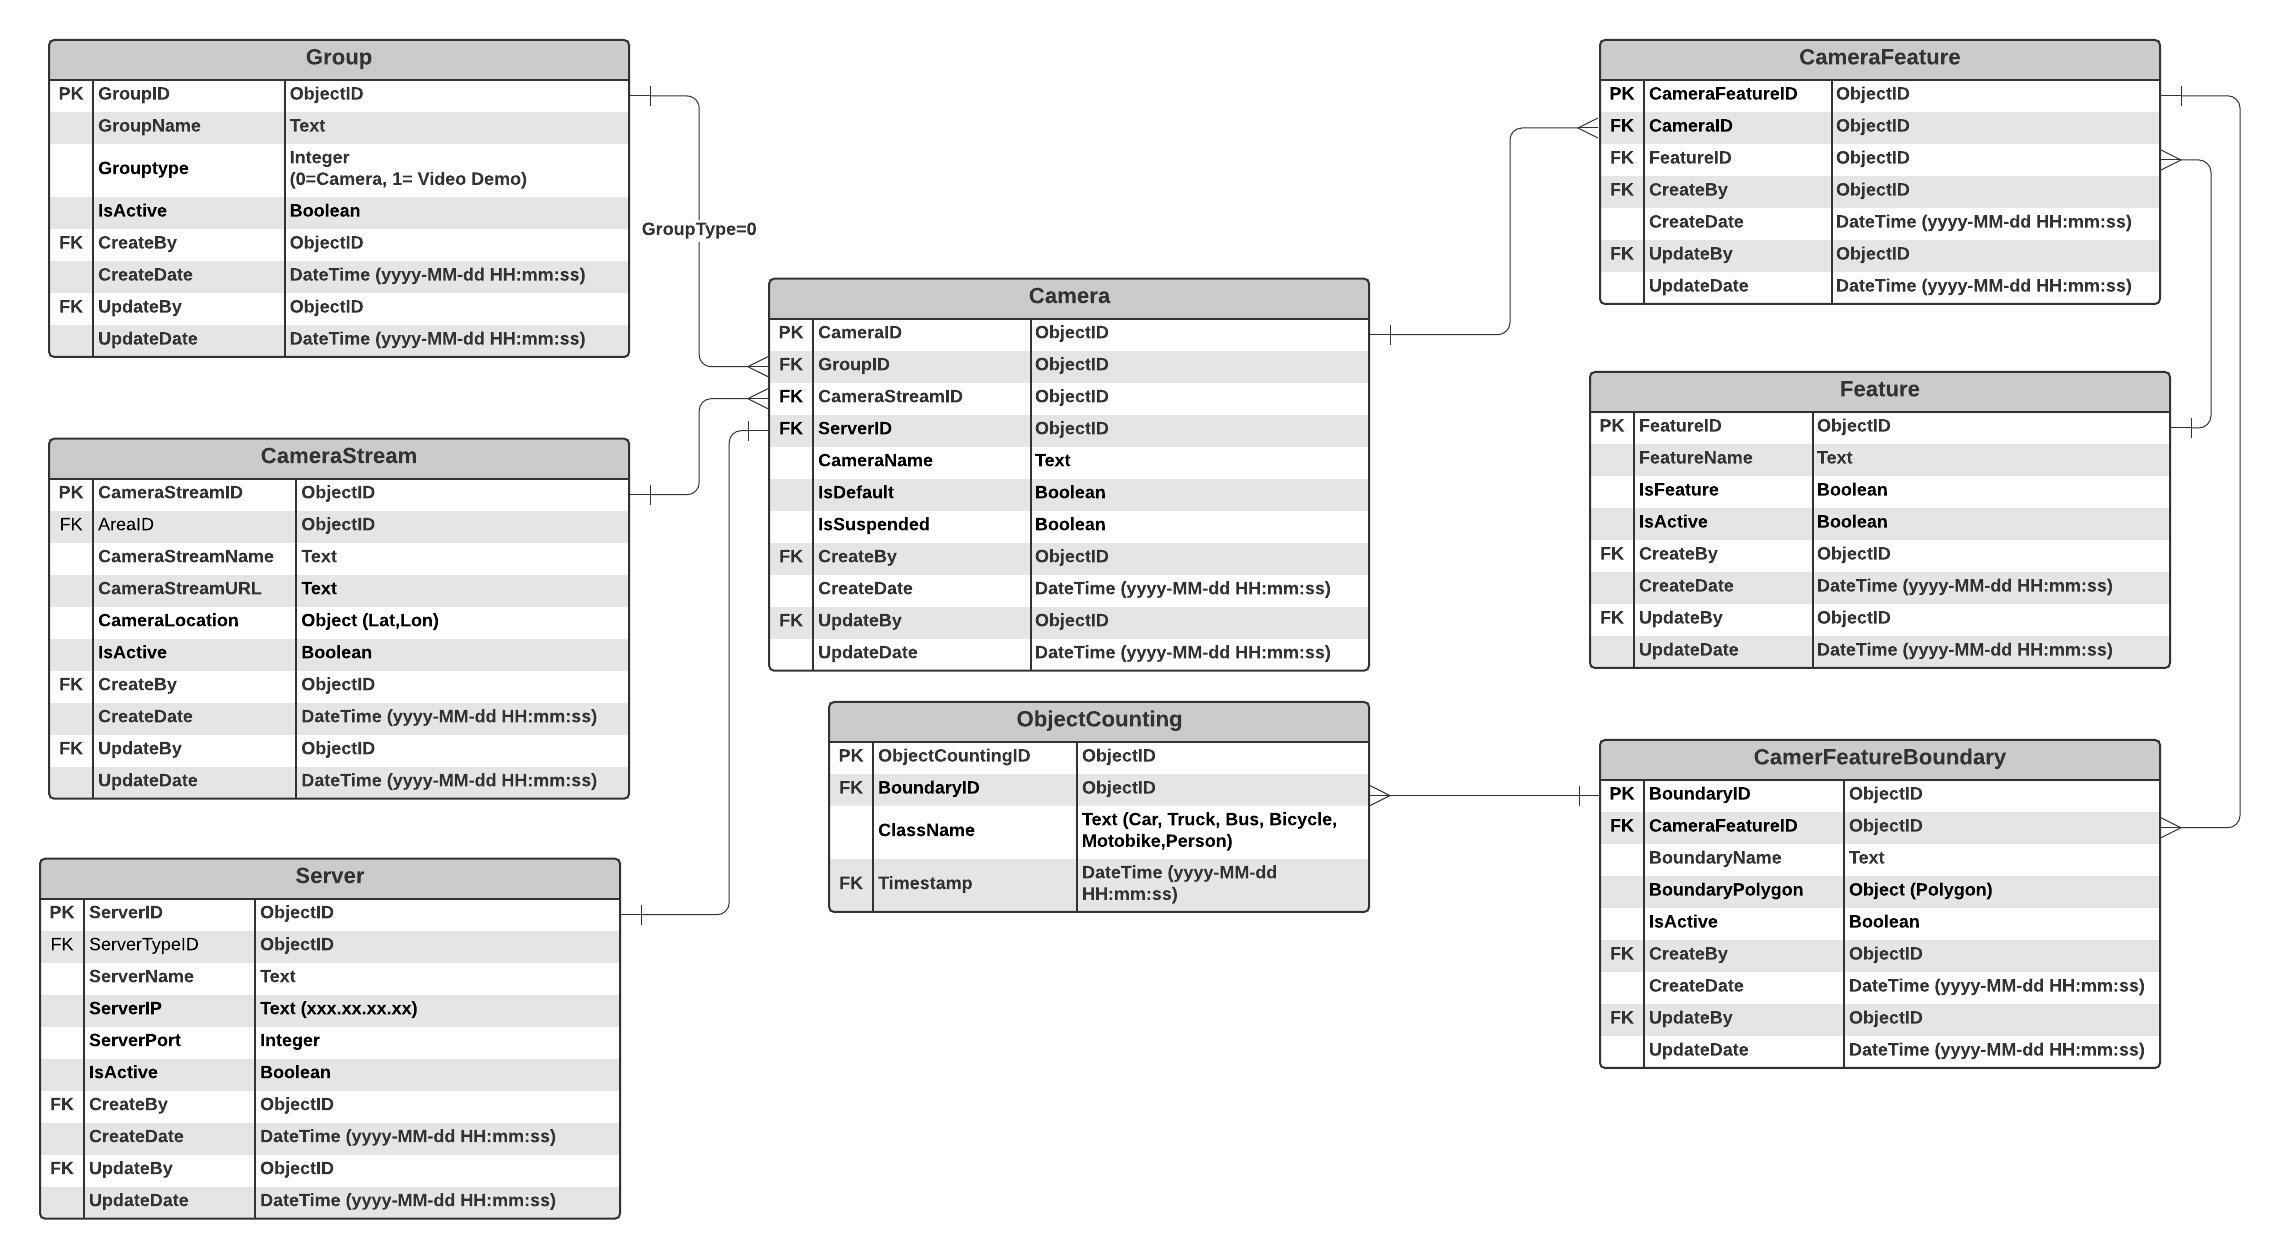 Group
PK GroupID ObjectID
GroupName Text
Grouptype Integer
(0=Camera, 1= Video Demo)
IsActive Boolean
FK CreateBy ObjectID
CreateDate DateTime (yyyy-MM-dd HH:mm:ss)
FK UpdateBy ObjectID
UpdateDate DateTime (yyyy-MM-dd HH:mm:ss)
GroupType=0
CameraStream
PK CameraStreamID ObjectID
FK AreaID ObjectID
CameraStreamName Text
CameraStreamURL Text
CameraLocation Object (Lat,Lon)
IsActive Boolean
FK CreateBy ObjectID
CreateDate DateTime (yyyy-MM-dd HH:mm:ss)
FK UpdateBy ObjectID
UpdateDate DateTime (yyyy-MM-dd HH:mm:ss)
Server
PK ServerID ObjectID
FK ServerTypeID ObjectID
ServerName Text
ServerIP Text (xxx.xx.xx.xx)
ServerPort Integer
IsActive Boolean
FK CreateBy ObjectID
CreateDate DateTime (yyyy-MM-dd HH:mm:ss)
FK UpdateBy ObjectID
UpdateDate DateTime (yyyy-MM-dd HH:mm:ss)
Camera
PK CameraID ObjectID
FK GroupID ObjectID
FK CameraStreamID ObjectID
FK ServerID ObjectID
CameraName Text
IsDefault Boolean
IsSuspended Boolean
FK CreateBy ObjectID
CreateDate DateTime (yyyy-MM-dd HH:mm:ss)
FK UpdateBy ObjectID
UpdateDate DateTime (yyyy-MM-dd HH:mm:ss)
ObjectCounting
PK ObjectCountingID ObjectID
FK BoundaryID ObjectID
ClassName Text (Car, Truck, Bus, Bicycle,
Motobike,Person)
FK Timestamp DateTime (yyyy-MM-dd
HH:mm:ss)
CameraFeature
PK CameraFeatureID ObjectID
FK CameraID ObjectID
FK FeatureID ObjectID
FK CreateBy ObjectID
CreateDate DateTime (yyyy-MM-dd HH:mm:ss)
FK UpdateBy ObjectID
UpdateDate DateTime (yyyy-MM-dd HH:mm:ss)
Feature
PK FeatureID ObjectID
FeatureName Text
IsFeature Boolean
IsActive Boolean
FK CreateBy ObjectID
CreateDate DateTime (yyyy-MM-dd HH:mm:ss)
FK UpdateBy ObjectID
UpdateDate DateTime (yyyy-MM-dd HH:mm:ss)
CamerFeatureBoundary
PK BoundaryID ObjectID
FK CameraFeatureID ObjectID
BoundaryName Text
BoundaryPolygon Object (Polygon)
IsActive Boolean
FK CreateBy ObjectID
CreateDate DateTime (yyyy-MM-dd HH:mm:ss)
FK UpdateBy ObjectID
UpdateDate DateTime (yyyy-MM-dd HH:mm:ss)